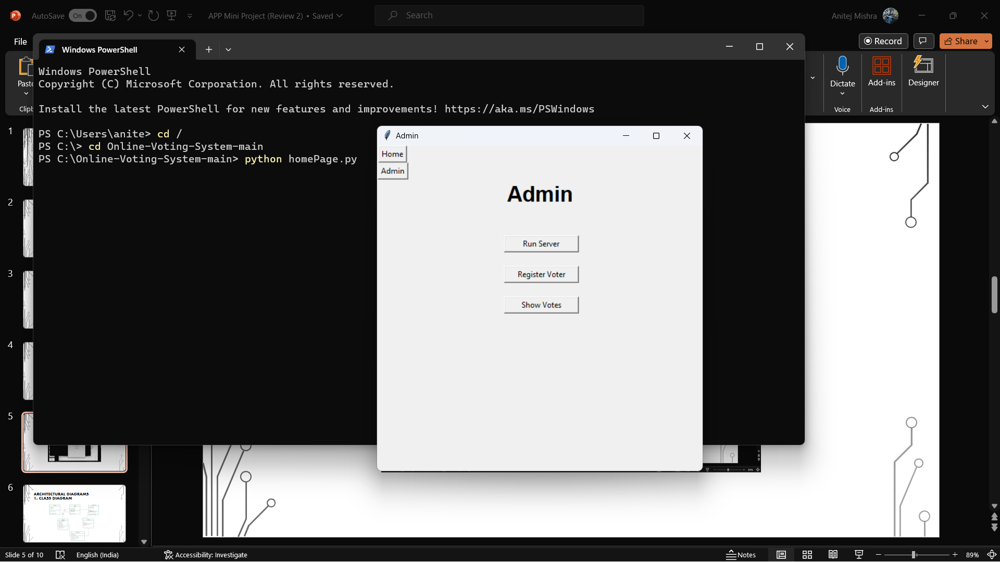 AutoSave On APP Mini Project (Review 2) • Saved Search Anitej Mishra
File Record Share
Windows PowerShell
Paste
Dictate
Add-ins
Designer
Voice
Add-ins
Windows PowerShell
Copyright (C) Microsoft Corporation. All rights reserved.
Install the latest PowerShell for new features and improvements! https://aka.ms/PSWindows
PS C:\Users\anite> cd /
PS C:\> cd Online-Voting-System-main
PS C:\Online-Voting-System-main> python homePage.py
Admin
Home
Admin
Admin
Run Server
Register Voter
Show Votes
1
2
3
4
5
6
ARCHITECTURAL DIAGRAMS
1. CLASS DIAGRAM
Slide 5 of 10 English (India) Accessibility: Investigate Notes 89%